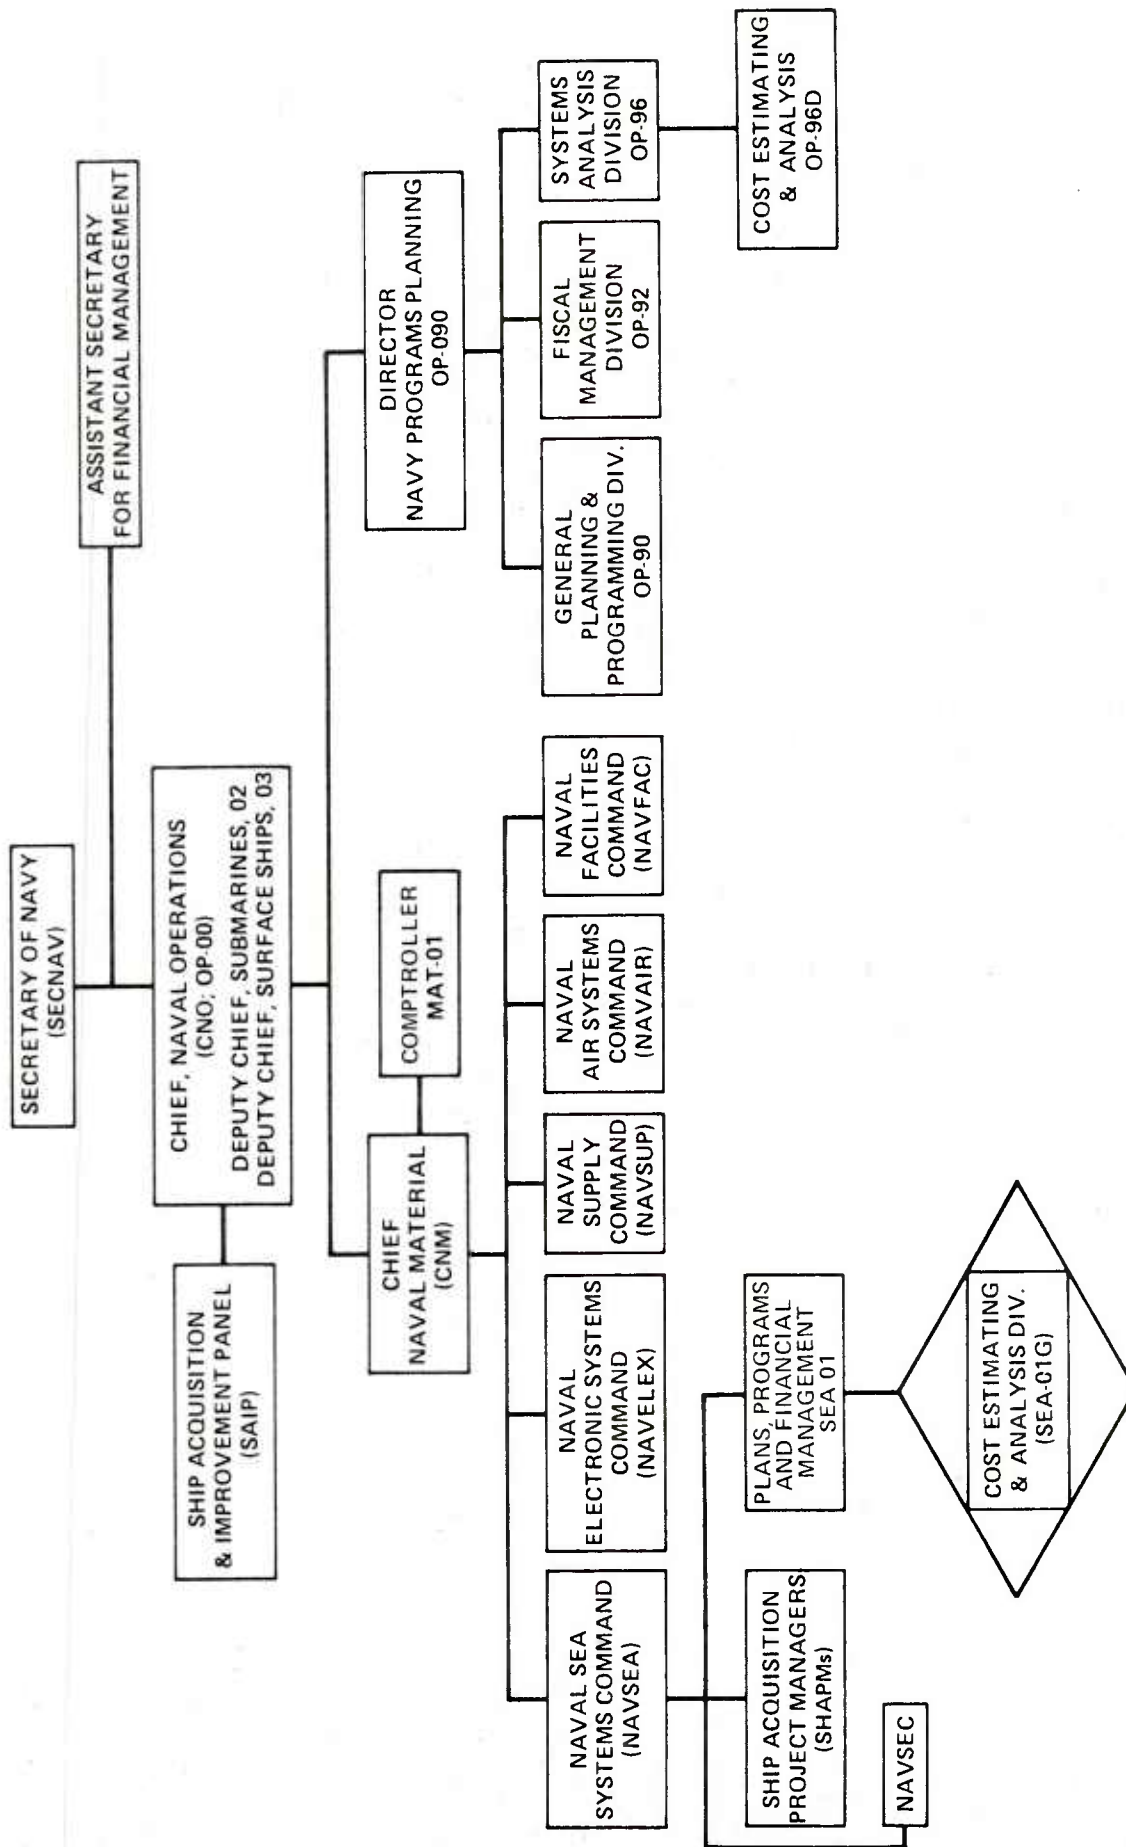 SECRETARY OF NAVY
(SECNAV)
ASSISTANT SECRETARY
FOR FINANCIAL MANAGEMENT
CHIEF, NAVAL OPERATIONS
(CNO; OP-00)
DEPUTY CHIEF, SUBMARINES, 02
DEPUTY CHIEF, SURFACE SHIPS, 03
SHIP ACQUISITION
& IMPROVEMENT PANEL
(SAIP)
CHIEF
NAVAL MATERIAL
(CNM)
COMPTROLLER
MAT-01
DIRECTOR
NAVY PROGRAMS PLANNING
OP-090
NAVAL SEA
SYSTEMS COMMAND
(NAVSEA)
NAVAL
ELECTRONIC SYSTEMS
COMMAND
(NAVELEX)
NAVAL
SUPPLY
COMMAND
(NAVSUP)
NAVAL
AIR SYSTEMS
COMMAND
(NAVAIR)
NAVAL
FACILITIES
COMMAND
(NAVFAC)
GENERAL
PLANNING &
PROGRAMMING DIV.
OP-90
FISCAL
MANAGEMENT
DIVISION
OP-92
SYSTEMS
ANALYSIS
DIVISION
OP-96
SHIP ACQUISITION
PROJECT MANAGERS
(SHAPMs)
PLANS, PROGRAMS
AND FINANCIAL
MANAGEMENT
SEA 01
COST ESTIMATING
& ANALYSIS
OP-96D
NAVSEC
COST ESTIMATING
& ANALYSIS DIV.
(SEA-01G)